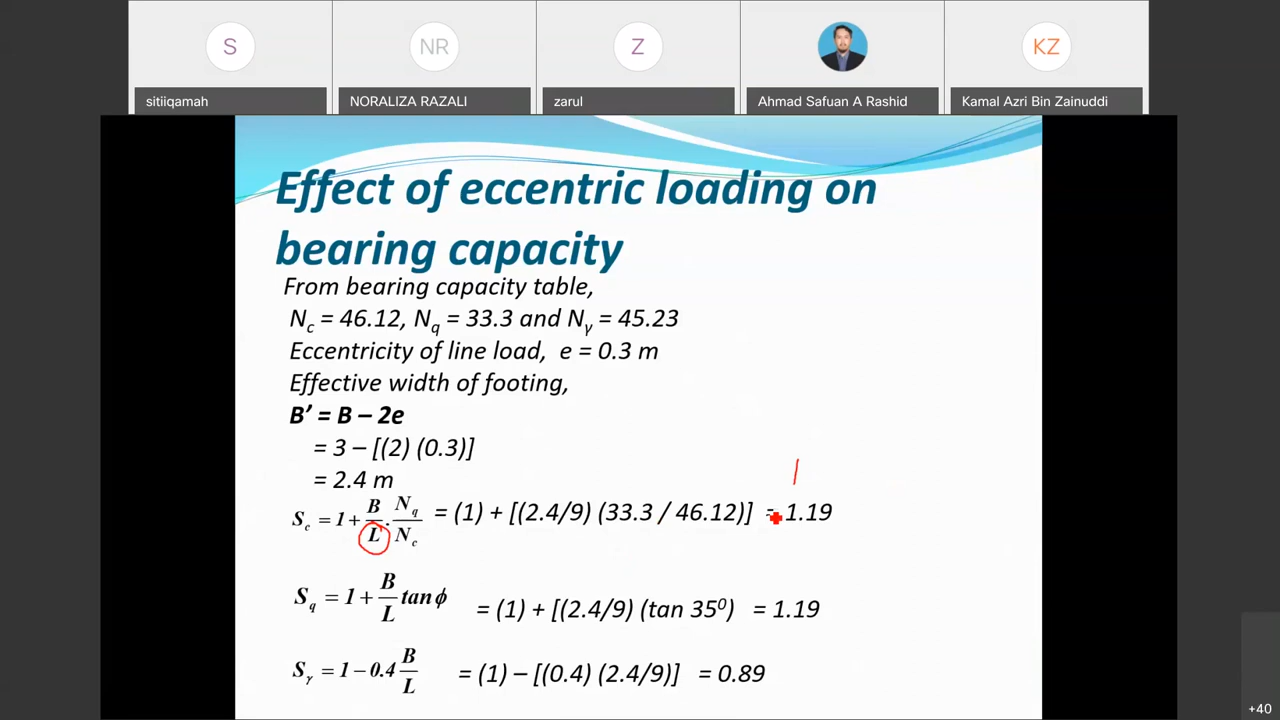 S
NR
Z
KZ
sitiiqamah
NORALIZA RAZALI
zarul
Ahmad Safuan A Rashid
Kamal Azri Bin Zainuddi
Effect of eccentric loading on
bearing capacity
From bearing capacity table,
Nc = 46.12, Nq = 33.3 and Nγ = 45.23
Eccentricity of line load, e = 0.3 m
Effective width of footing,
B’ = B – 2e
= 3 – [(2) (0.3)]
= 2.4 m
Sc = 1 + B/L . Nq/Nc = (1) + [(2.4/9) (33.3 / 46.12)] = 1.19
Sq = 1 + B/L tan ϕ = (1) + [(2.4/9) (tan 35⁰) = 1.19
Sγ = 1 – 0.4 B/L = (1) – [(0.4) (2.4/9)] = 0.89
+40